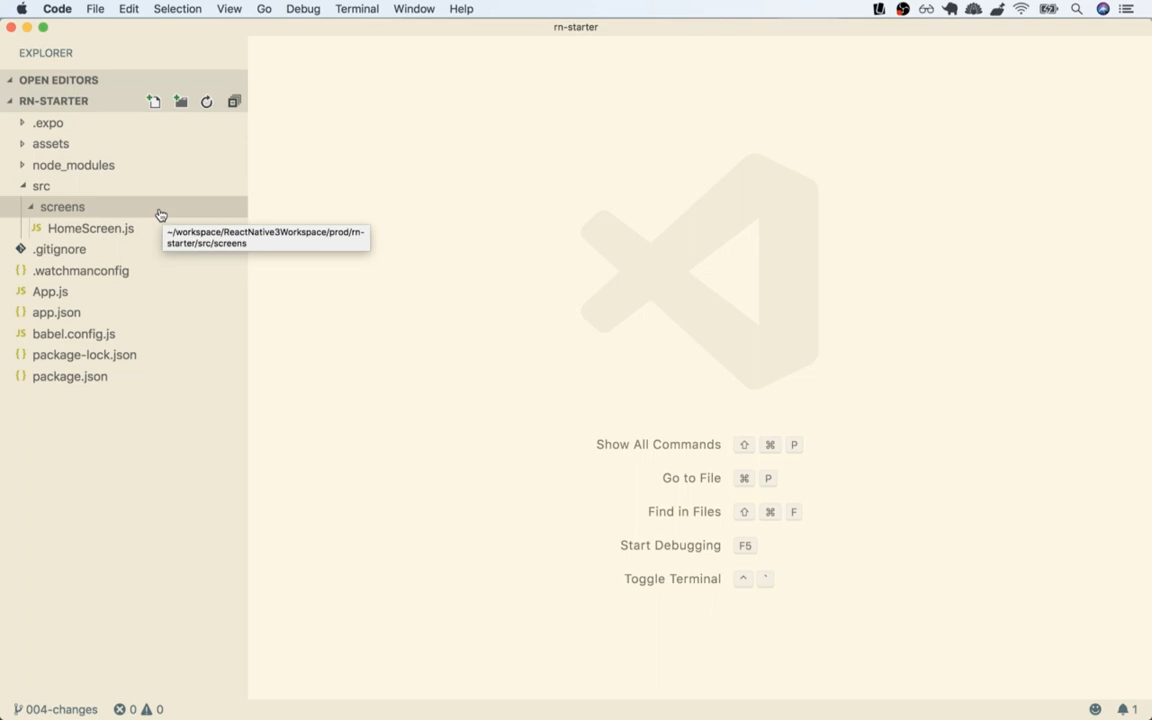 Code File Edit Selection View Go Debug Terminal Window Help
rn-starter
EXPLORER
OPEN EDITORS
RN-STARTER
.expo
assets
node_modules
src
screens
JS HomeScreen.js
~/workspace/ReactNative3Workspace/prod/rn-
starter/src/screens
.gitignore
{} .watchmanconfig
JS App.js
{} app.json
JS babel.config.js
{} package-lock.json
{} package.json
Show All Commands ⇧ ⌘ P
Go to File ⌘ P
Find in Files ⇧ ⌘ F
Start Debugging F5
Toggle Terminal ^ `
004-changes 0 0 1